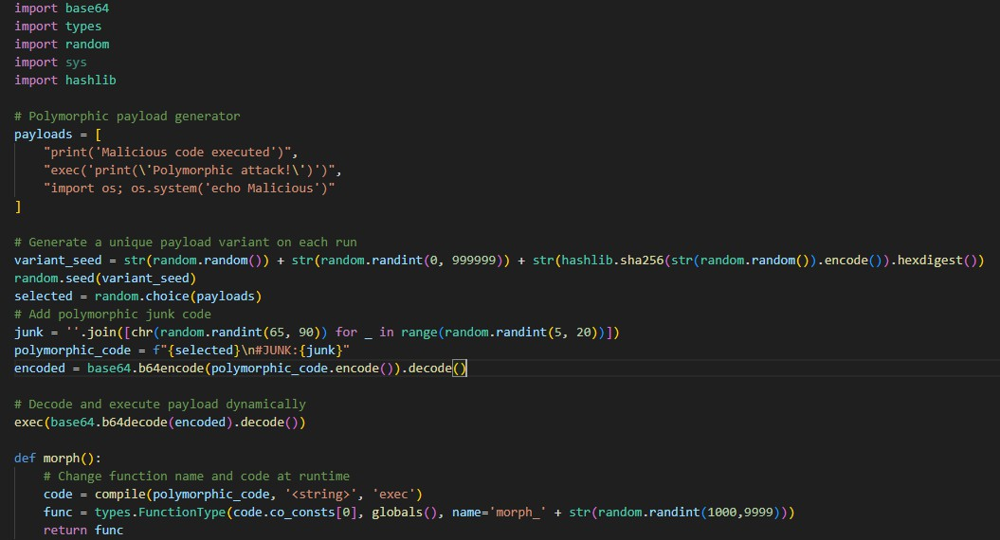 import base64
import types
import random
import sys
import hashlib
# Polymorphic payload generator
payloads = [
    "print('Malicious code executed')",
    "exec('print(\'Polymorphic attack!\')')",
    "import os; os.system('echo Malicious')"
]
# Generate a unique payload variant on each run
variant_seed = str(random.random()) + str(random.randint(0, 999999)) + str(hashlib.sha256(str(random.random()).encode()).hexdigest())
random.seed(variant_seed)
selected = random.choice(payloads)
# Add polymorphic junk code
junk = ''.join([chr(random.randint(65, 90)) for _ in range(random.randint(5, 20))])
polymorphic_code = f"{selected}\n#JUNK:{junk}"
encoded = base64.b64encode(polymorphic_code.encode()).decode()
# Decode and execute payload dynamically
exec(base64.b64decode(encoded).decode())
def morph():
    # Change function name and code at runtime
    code = compile(polymorphic_code, '<string>', 'exec')
    func = types.FunctionType(code.co_consts[0], globals(), name='morph_' + str(random.randint(1000,9999)))
    return func